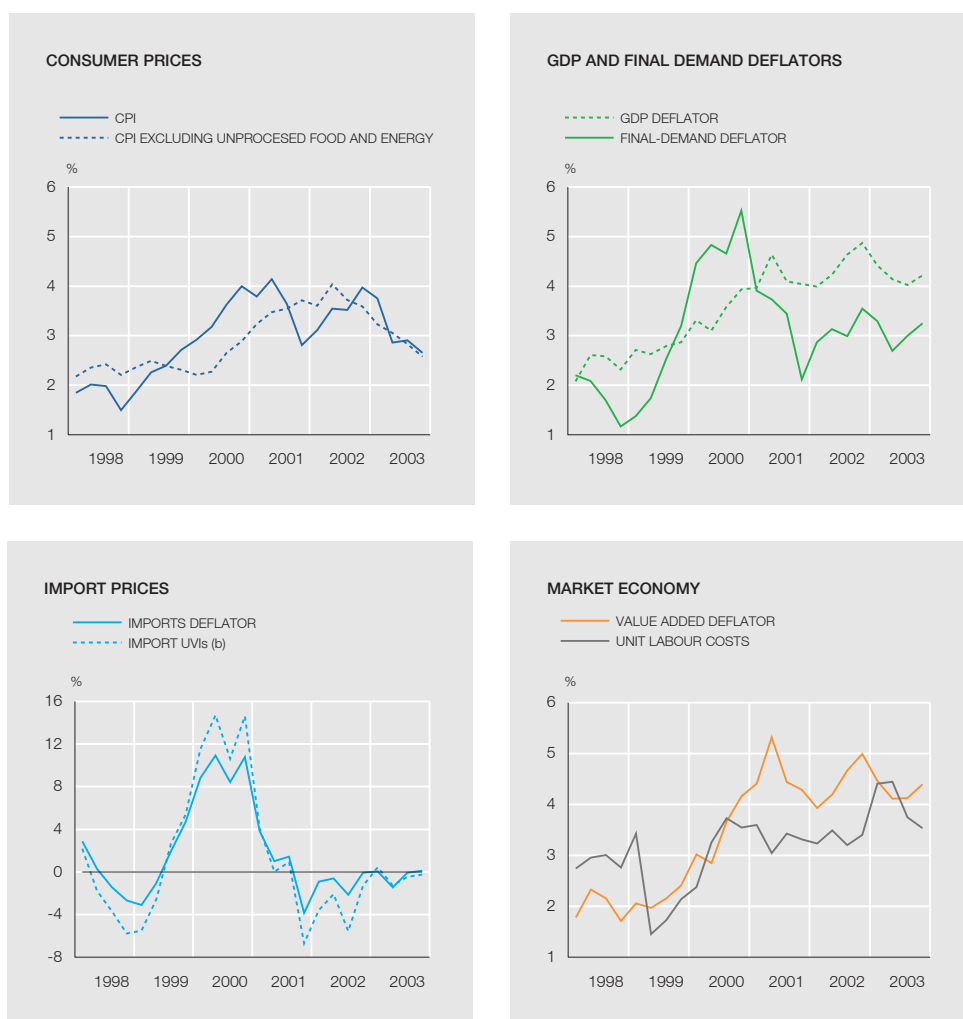 CONSUMER PRICES
CPI
CPI EXCLUDING UNPROCESED FOOD AND ENERGY
%
6
5
4
3
2
1
1998 1999 2000 2001 2002 2003
GDP AND FINAL DEMAND DEFLATORS
GDP DEFLATOR
FINAL-DEMAND DEFLATOR
%
6
5
4
3
2
1
1998 1999 2000 2001 2002 2003
IMPORT PRICES
IMPORTS DEFLATOR
IMPORT UVIs (b)
%
16
12
8
4
0
-4
-8
1998 1999 2000 2001 2002 2003
MARKET ECONOMY
VALUE ADDED DEFLATOR
UNIT LABOUR COSTS
%
6
5
4
3
2
1
1998 1999 2000 2001 2002 2003